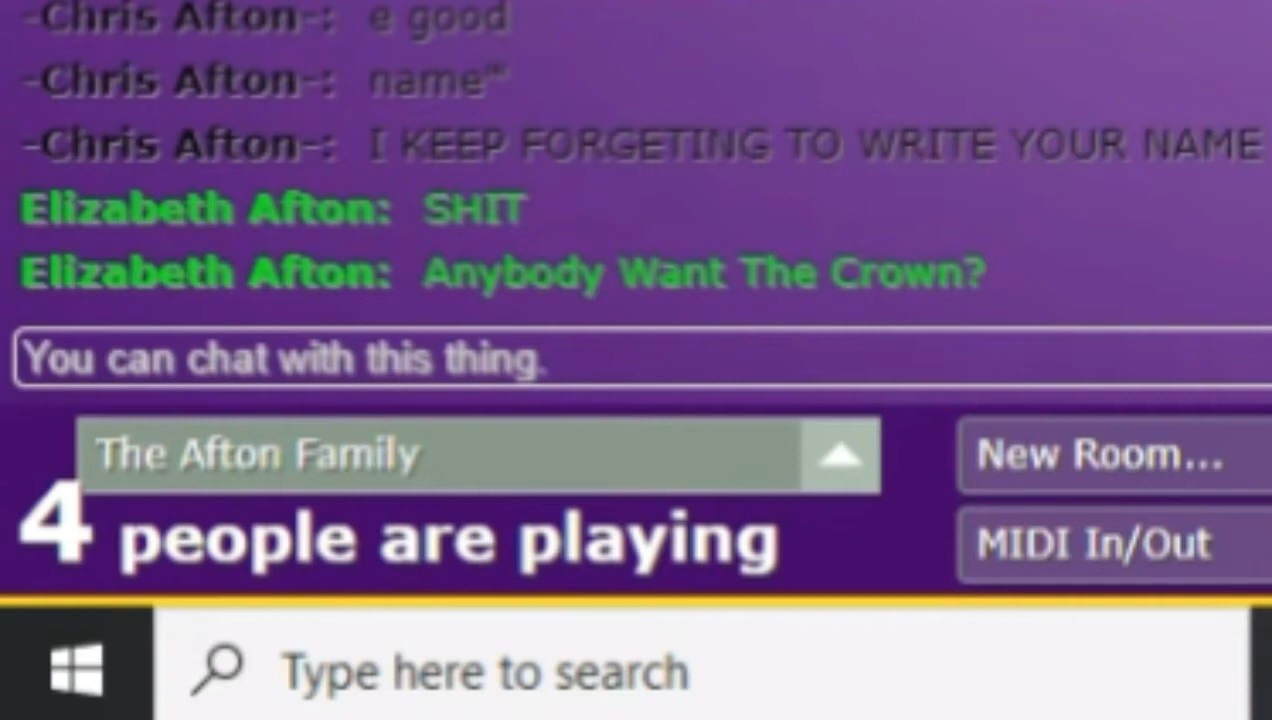 -Chris Afton-: e good
-Chris Afton-: name"
-Chris Afton-: I KEEP FORGETING TO WRITE YOUR NAME
Elizabeth Afton: SHIT
Elizabeth Afton: Anybody Want The Crown?
You can chat with this thing.
The Afton Family
New Room...
4 people are playing
MIDI In/Out
Type here to search